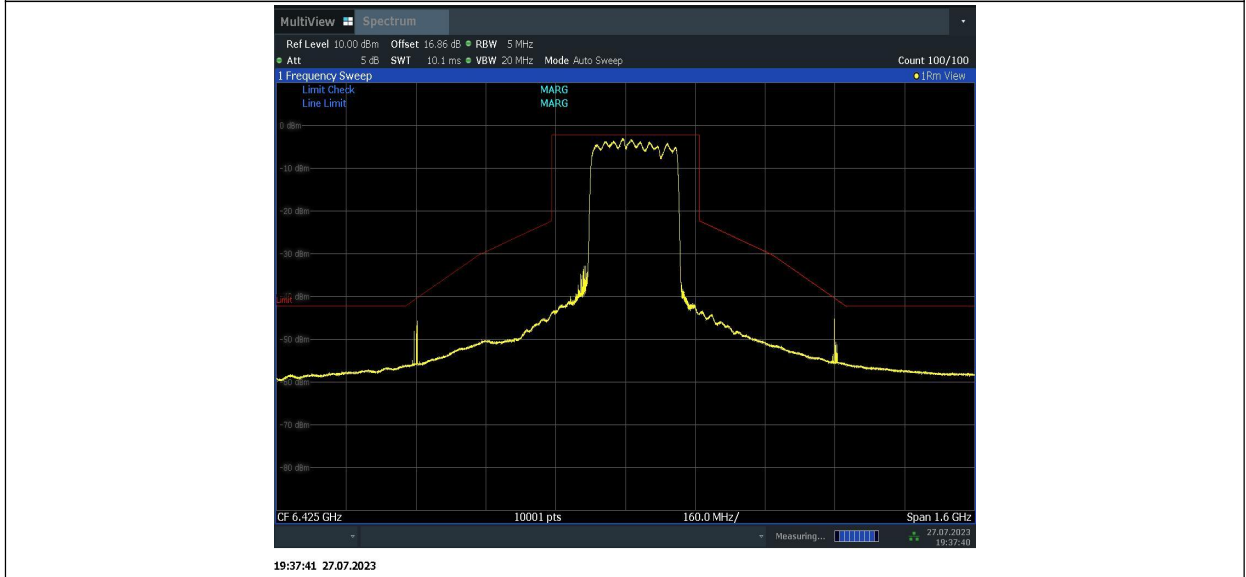 MultiView Spectrum
Ref Level 10.00 dBm Offset 16.86 dB RBW 5 MHz
Att 5 dB SWT 10.1 ms VBW 20 MHz Mode Auto Sweep Count 100/100
1 Frequency Sweep 1Rm View
Limit Check MARG
Line Limit MARG
0 dBm
-10 dBm
-20 dBm
-30 dBm
Limit dBm
-50 dBm
-60 dBm
-70 dBm
-80 dBm
CF 6.425 GHz 10001 pts 160.0 MHz/ Span 1.6 GHz
Measuring... 27.07.2023
19:37:40
19:37:41 27.07.2023